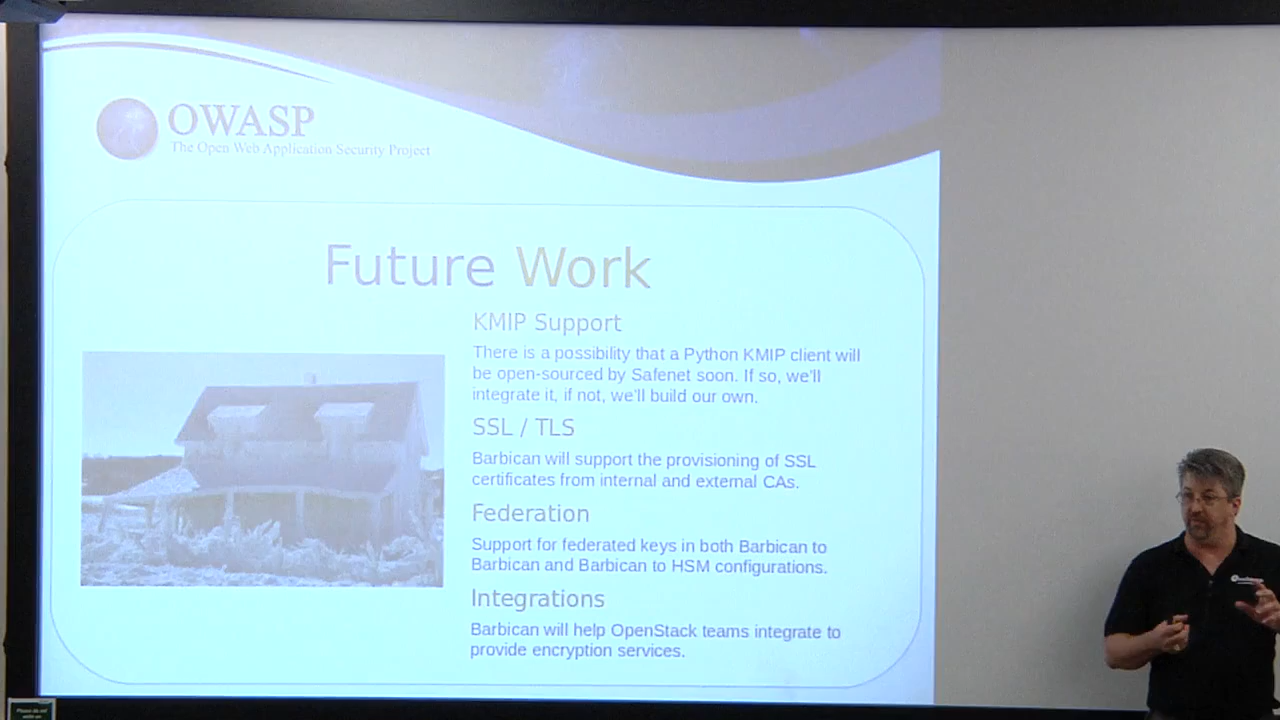 OWASP
The Open Web Application Security Project
Future Work
KMIP Support
There is a possibility that a Python KMIP client will
be open-sourced by Safenet soon. If so, we'll
integrate it, if not, we'll build our own.
SSL / TLS
Barbican will support the provisioning of SSL
certificates from internal and external CAs.
Federation
Support for federated keys in both Barbican to
Barbican and Barbican to HSM configurations.
Integrations
Barbican will help OpenStack teams integrate to
provide encryption services.
Please do not